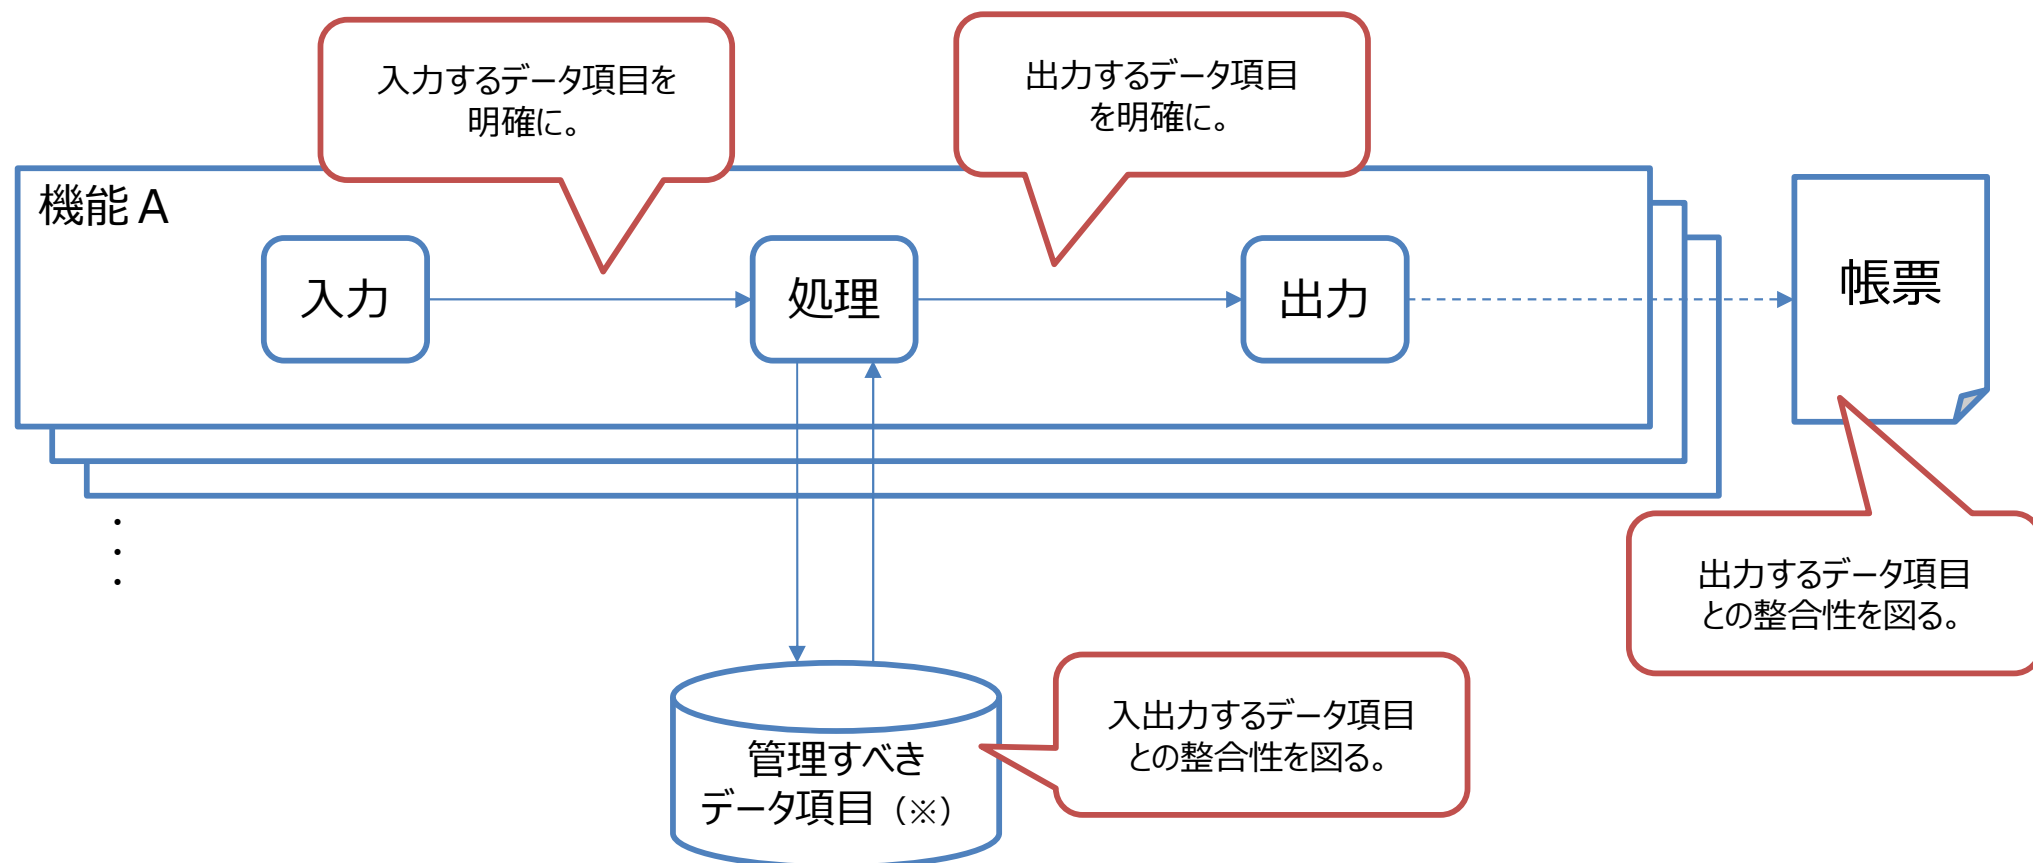 入力するデータ項目を
明確に。
出力するデータ項目
を明確に。
機能A
入力
処理
出力
帳票
・
・
・
出力するデータ項目
との整合性を図る。
入出力するデータ項目
との整合性を図る。
管理すべき
データ項目（※）